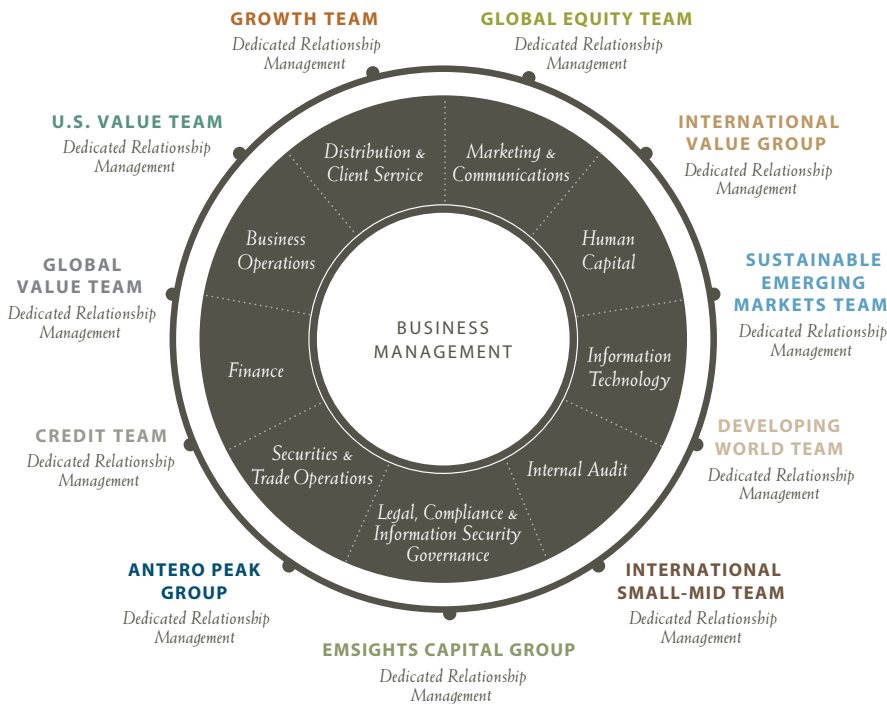 GROWTH TEAM
Dedicated Relationship
Management
GLOBAL EQUITY TEAM
Dedicated Relationship
Management
U.S. VALUE TEAM
Dedicated Relationship
Management
INTERNATIONAL
VALUE GROUP
Dedicated Relationship
Management
GLOBAL
VALUE TEAM
Dedicated Relationship
Management
SUSTAINABLE
EMERGING
MARKETS TEAM
Dedicated Relationship
Management
CREDIT TEAM
Dedicated Relationship
Management
DEVELOPING
WORLD TEAM
Dedicated Relationship
Management
ANTERO PEAK
GROUP
Dedicated Relationship
Management
INTERNATIONAL
SMALL-MID TEAM
Dedicated Relationship
Management
EMSIGHTS CAPITAL GROUP
Dedicated Relationship
Management
Distribution &
Client Service
Marketing &
Communications
Business
Operations
Human
Capital
Finance
Information
Technology
Securities &
Trade Operations
Internal Audit
Legal, Compliance &
Information Security
Governance
BUSINESS
MANAGEMENT